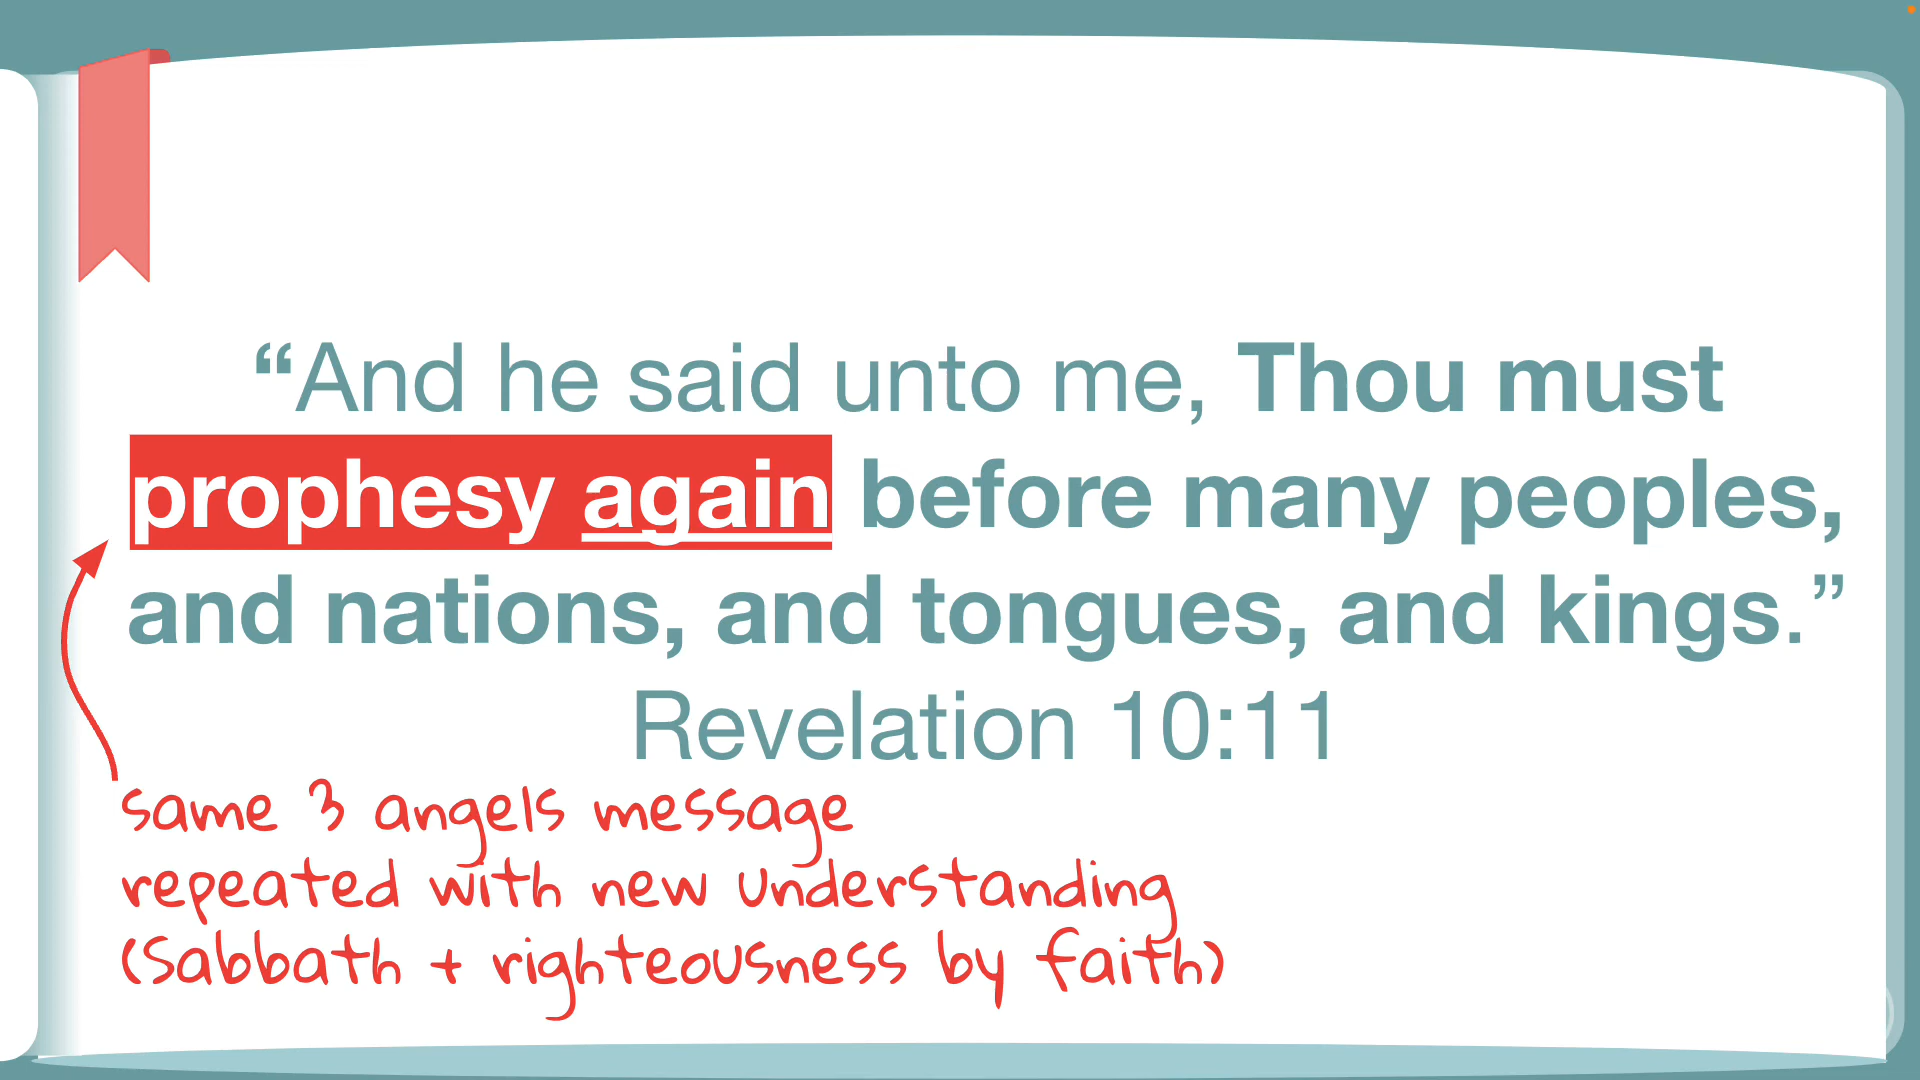 “And he said unto me, Thou must
prophesy again before many peoples,
and nations, and tongues, and kings.”
Revelation 10:11
same 3 angels message
repeated with new understanding
(Sabbath + righteousness by faith)